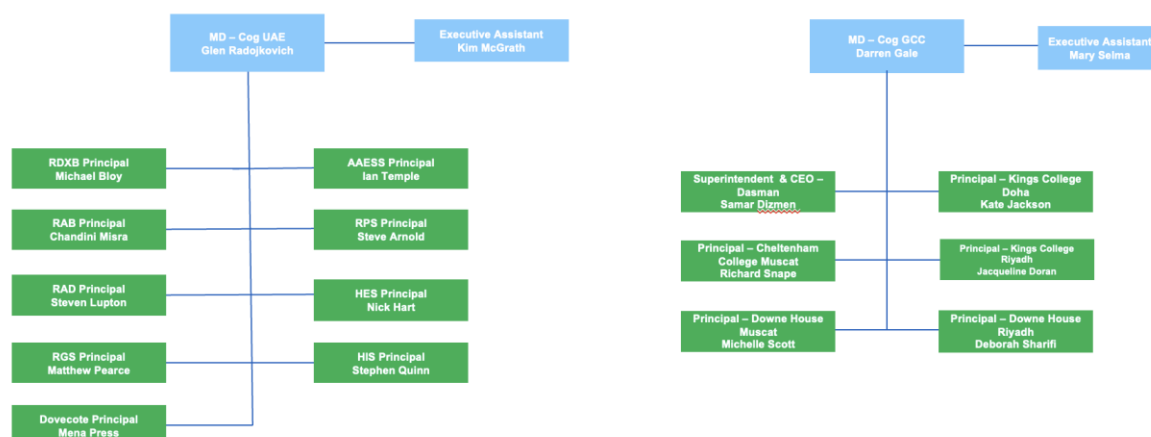 MD – Cog UAE
Glen Radojkovich
Executive Assistant
Kim McGrath
RDXB Principal
Michael Bloy
AAESS Principal
Ian Temple
RAB Principal
Chandini Misra
RPS Principal
Steve Arnold
RAD Principal
Steven Lupton
HES Principal
Nick Hart
RGS Principal
Matthew Pearce
HIS Principal
Stephen Quinn
Dovecote Principal
Mena Press
MD – Cog GCC
Darren Gale
Executive Assistant
Mary Selma
Superintendent & CEO –
Dasman
Samar Dizmen
Principal – Kings College
Doha
Kate Jackson
Principal – Cheltenham
College Muscat
Richard Snape
Principal – Kings College
Riyadh
Jacqueline Doran
Principal – Downe House
Muscat
Michelle Scott
Principal – Downe House
Riyadh
Deborah Sharifi